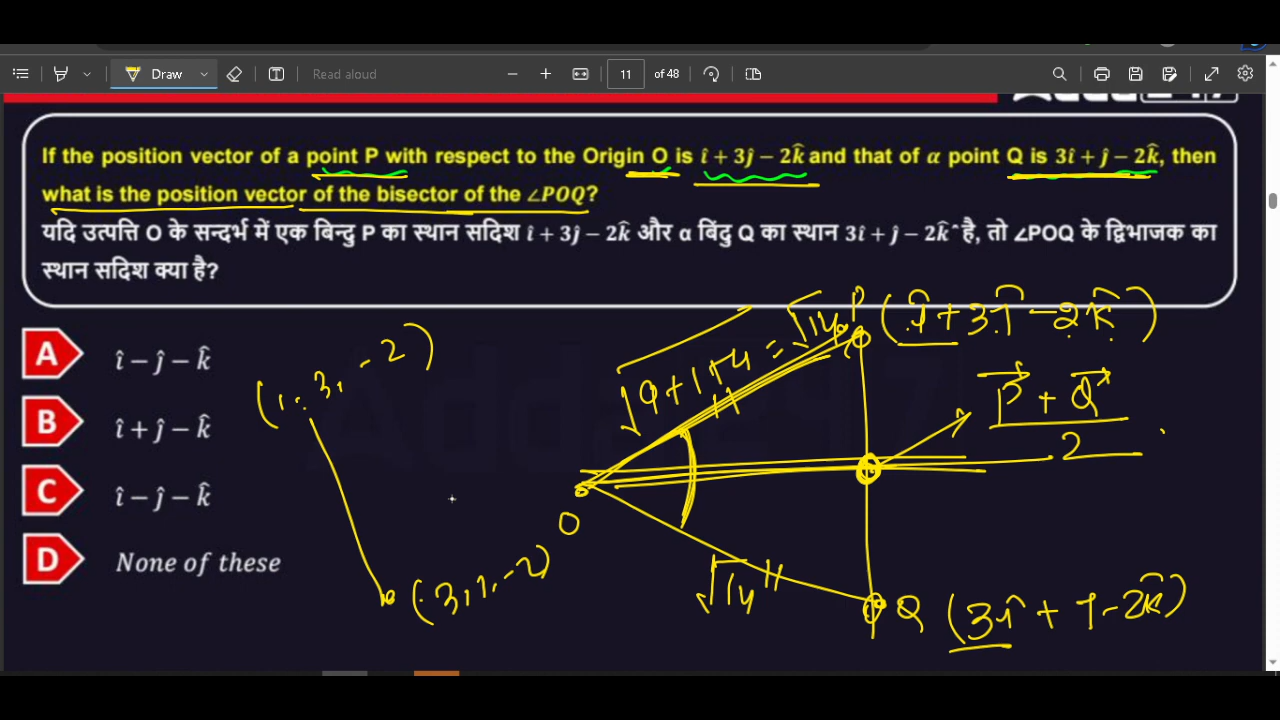 Draw
Read aloud
11 of 48
If the position vector of a point P with respect to the Origin O is î + 3ĵ − 2k̂ and that of α point Q is 3î + ĵ − 2k̂, then
what is the position vector of the bisector of the ∠POQ?
यदि उत्पत्ति O के सन्दर्भ में एक बिन्दु P का स्थान सदिश î + 3ĵ − 2k̂ और α बिंदु Q का स्थान 3î + ĵ − 2k̂ है, तो ∠POQ के द्विभाजक का
स्थान सदिश क्या है?
A î − ĵ − k̂
B î + ĵ − k̂
C î − ĵ − k̂
D None of these
(1, 3, -2)
√9+1+4 = √14
P (î + 3ĵ - 2k̂)
P + Q
2
O
(3, 1, -2)
√14
Q (3î + ĵ - 2k̂)